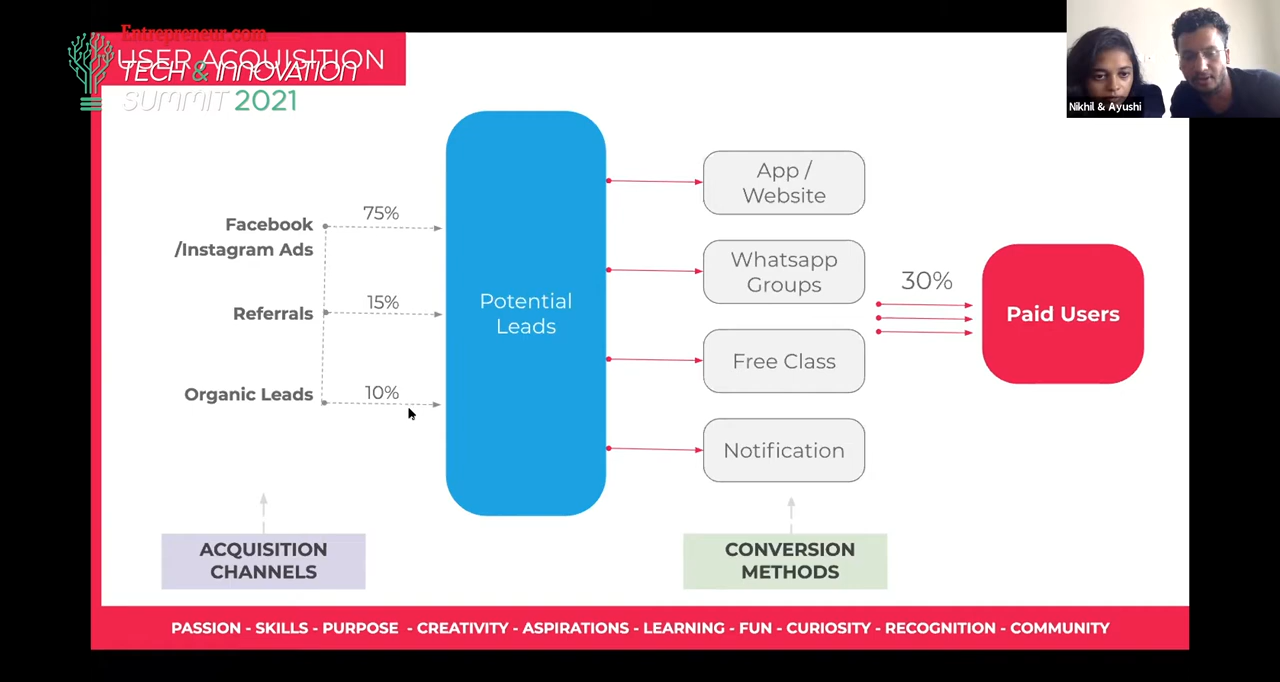 Entrepreneur.com
USER ACQUISITION
TECH & INNOVATION
SUMMIT 2021
Nikhil & Ayushi
Facebook
/Instagram Ads
75%
Referrals
15%
Organic Leads
10%
Potential
Leads
App /
Website
Whatsapp
Groups
Free Class
Notification
30%
Paid Users
ACQUISITION
CHANNELS
CONVERSION
METHODS
PASSION - SKILLS - PURPOSE - CREATIVITY - ASPIRATIONS - LEARNING - FUN - CURIOSITY - RECOGNITION - COMMUNITY